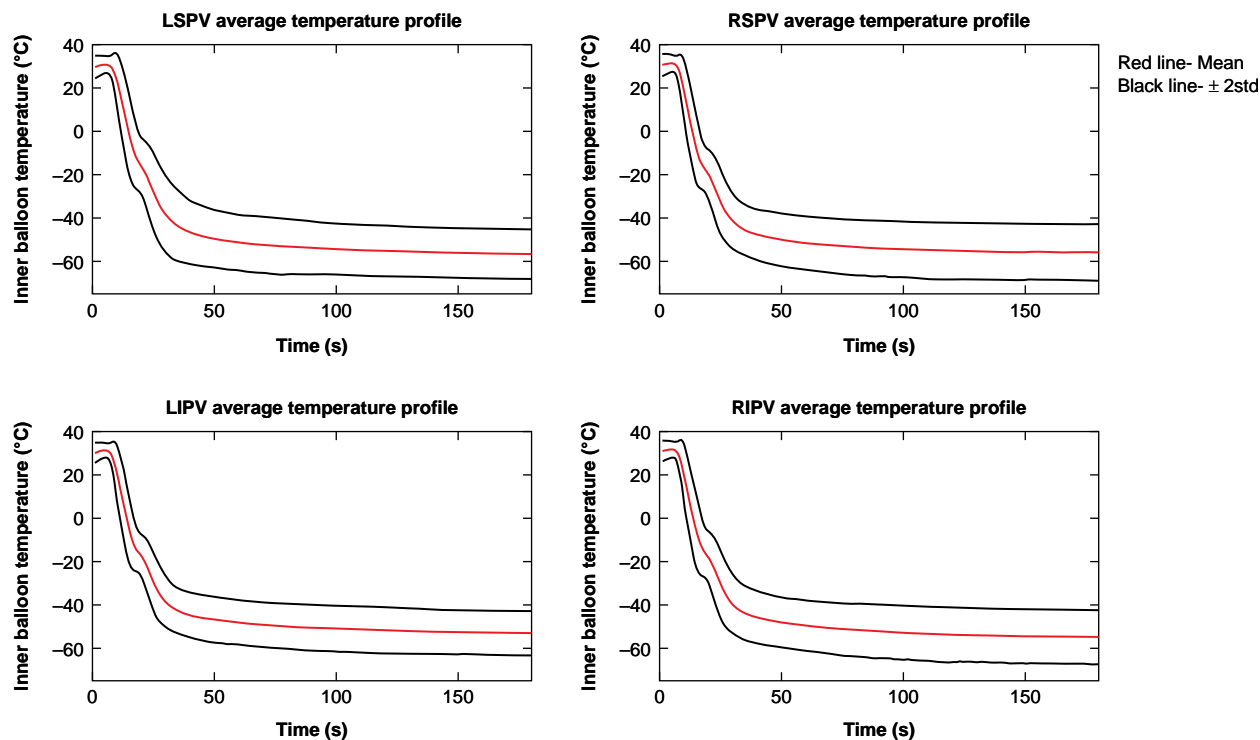 LSPV average temperature profile
Inner balloon temperature (°C)
40
20
0
–20
–40
–60
0
50
100
150
Time (s)
RSPV average temperature profile
Inner balloon temperature (°C)
40
20
0
–20
–40
–60
0
50
100
150
Time (s)
Red line- Mean
Black line- ± 2std
LIPV average temperature profile
Inner balloon temperature (°C)
40
20
0
–20
–40
–60
0
50
100
150
Time (s)
RIPV average temperature profile
Inner balloon temperature (°C)
40
20
0
–20
–40
–60
0
50
100
150
Time (s)